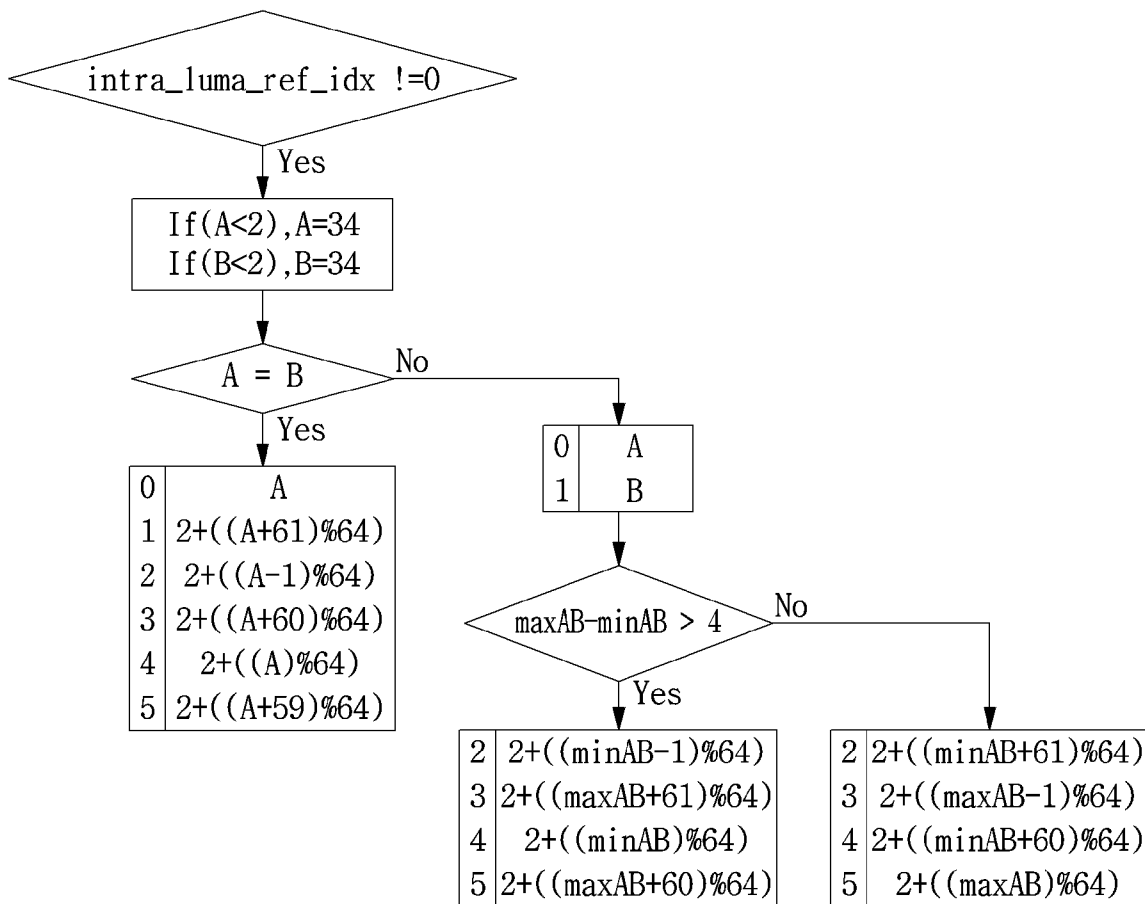 intra_luma_ref_idx !=0
Yes
If(A<2),A=34
If(B<2),B=34
A = B
No
Yes
0 A
1 2+((A+61)%64)
2 2+((A-1)%64)
3 2+((A+60)%64)
4 2+((A)%64)
5 2+((A+59)%64)
0 A
1 B
maxAB-minAB > 4
No
Yes
2 2+((minAB-1)%64)
3 2+((maxAB+61)%64)
4 2+((minAB)%64)
5 2+((maxAB+60)%64)
2 2+((minAB+61)%64)
3 2+((maxAB-1)%64)
4 2+((minAB+60)%64)
5 2+((maxAB)%64)